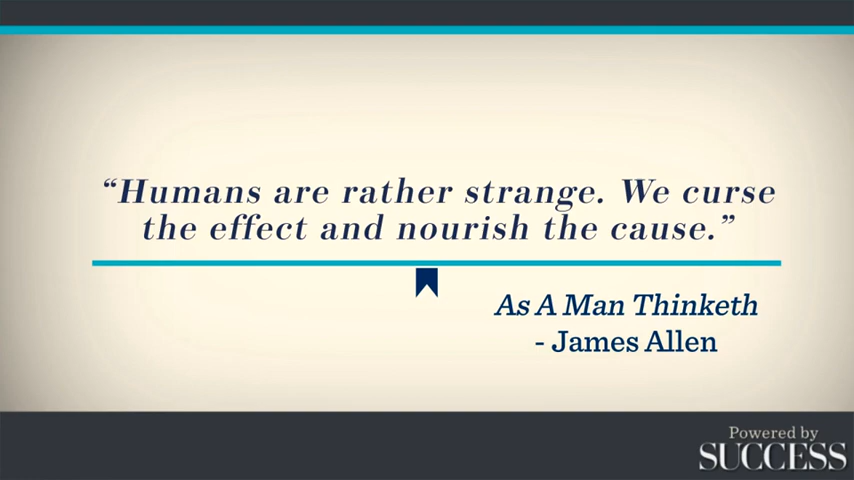 “Humans are rather strange. We curse
the effect and nourish the cause.”
As A Man Thinketh
- James Allen
Powered by
SUCCESS